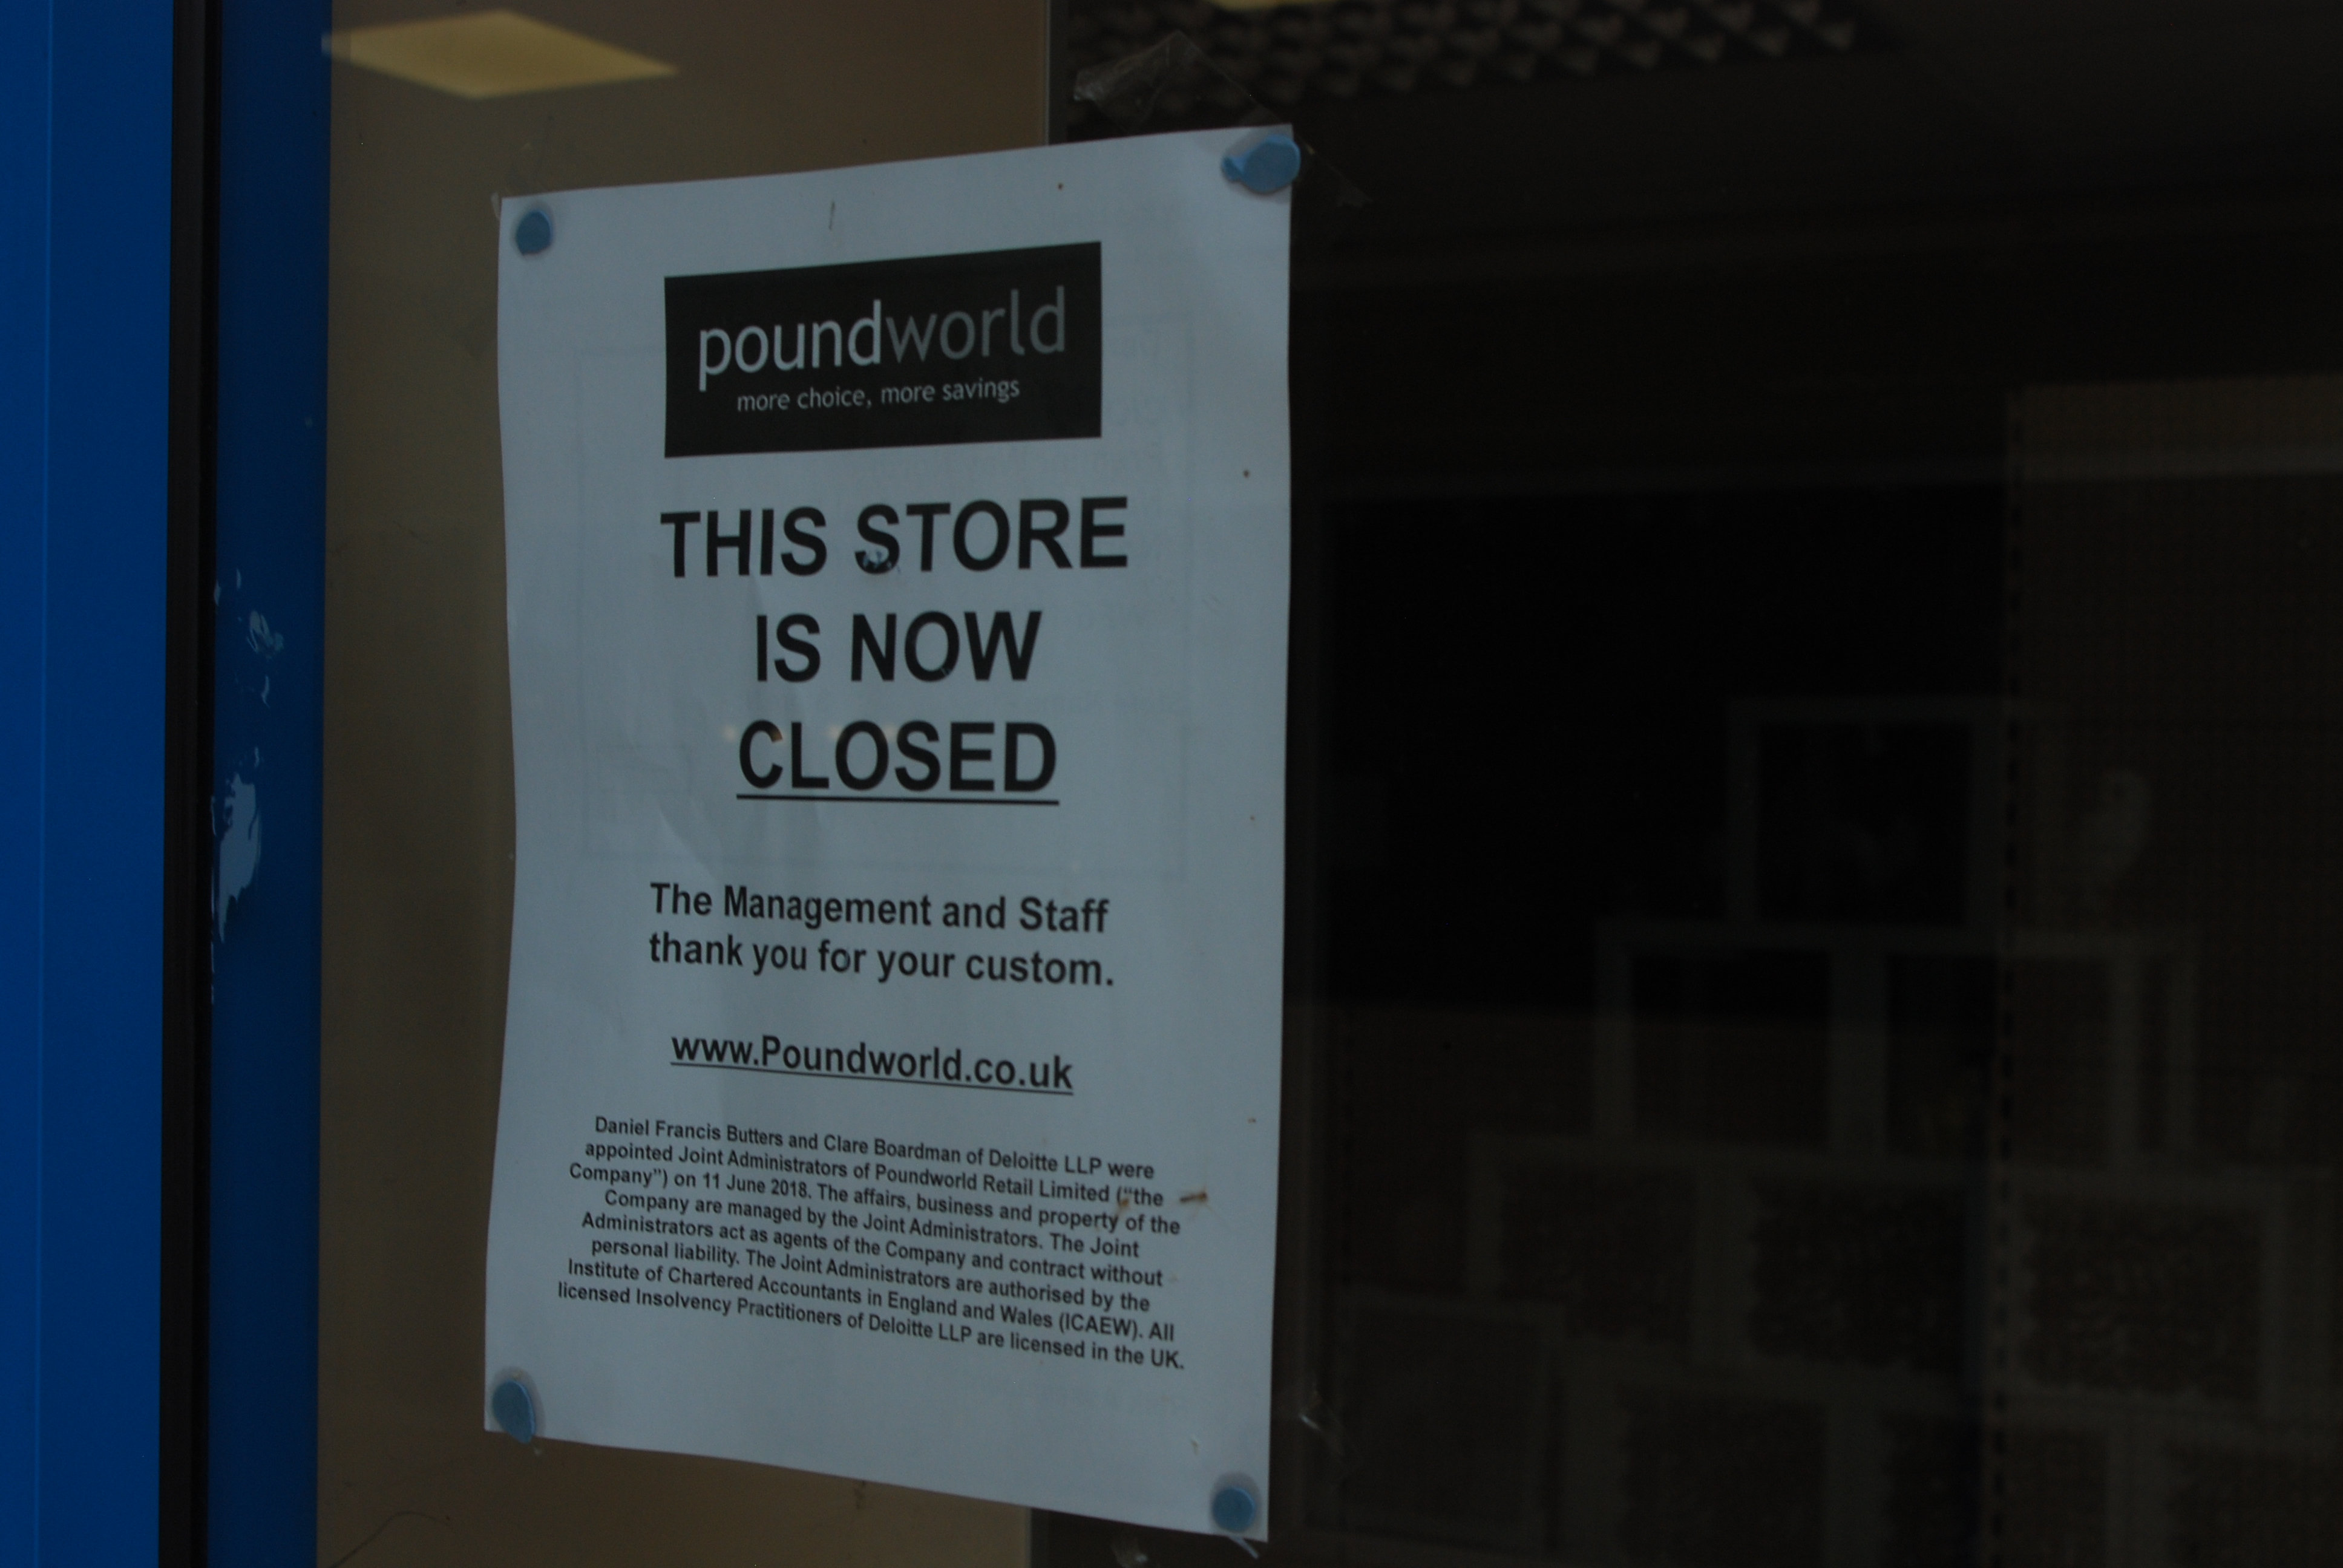 poundworld
more choice, more savings
THIS STORE
IS NOW
CLOSED
The Management and Staff
thank you for your custom.
www.Poundworld.co.uk
Daniel Francis Butters and Clare Boardman of Deloitte LLP were
appointed Joint Administrators of Poundworld Retail Limited (“the
Company”) on 11 June 2018. The affairs, business and property of the
Company are managed by the Joint Administrators. The Joint
Administrators act as agents of the Company and contract without
personal liability. The Joint Administrators are authorised by the
Institute of Chartered Accountants in England and Wales (ICAEW). All
licensed Insolvency Practitioners of Deloitte LLP are licensed in the UK.